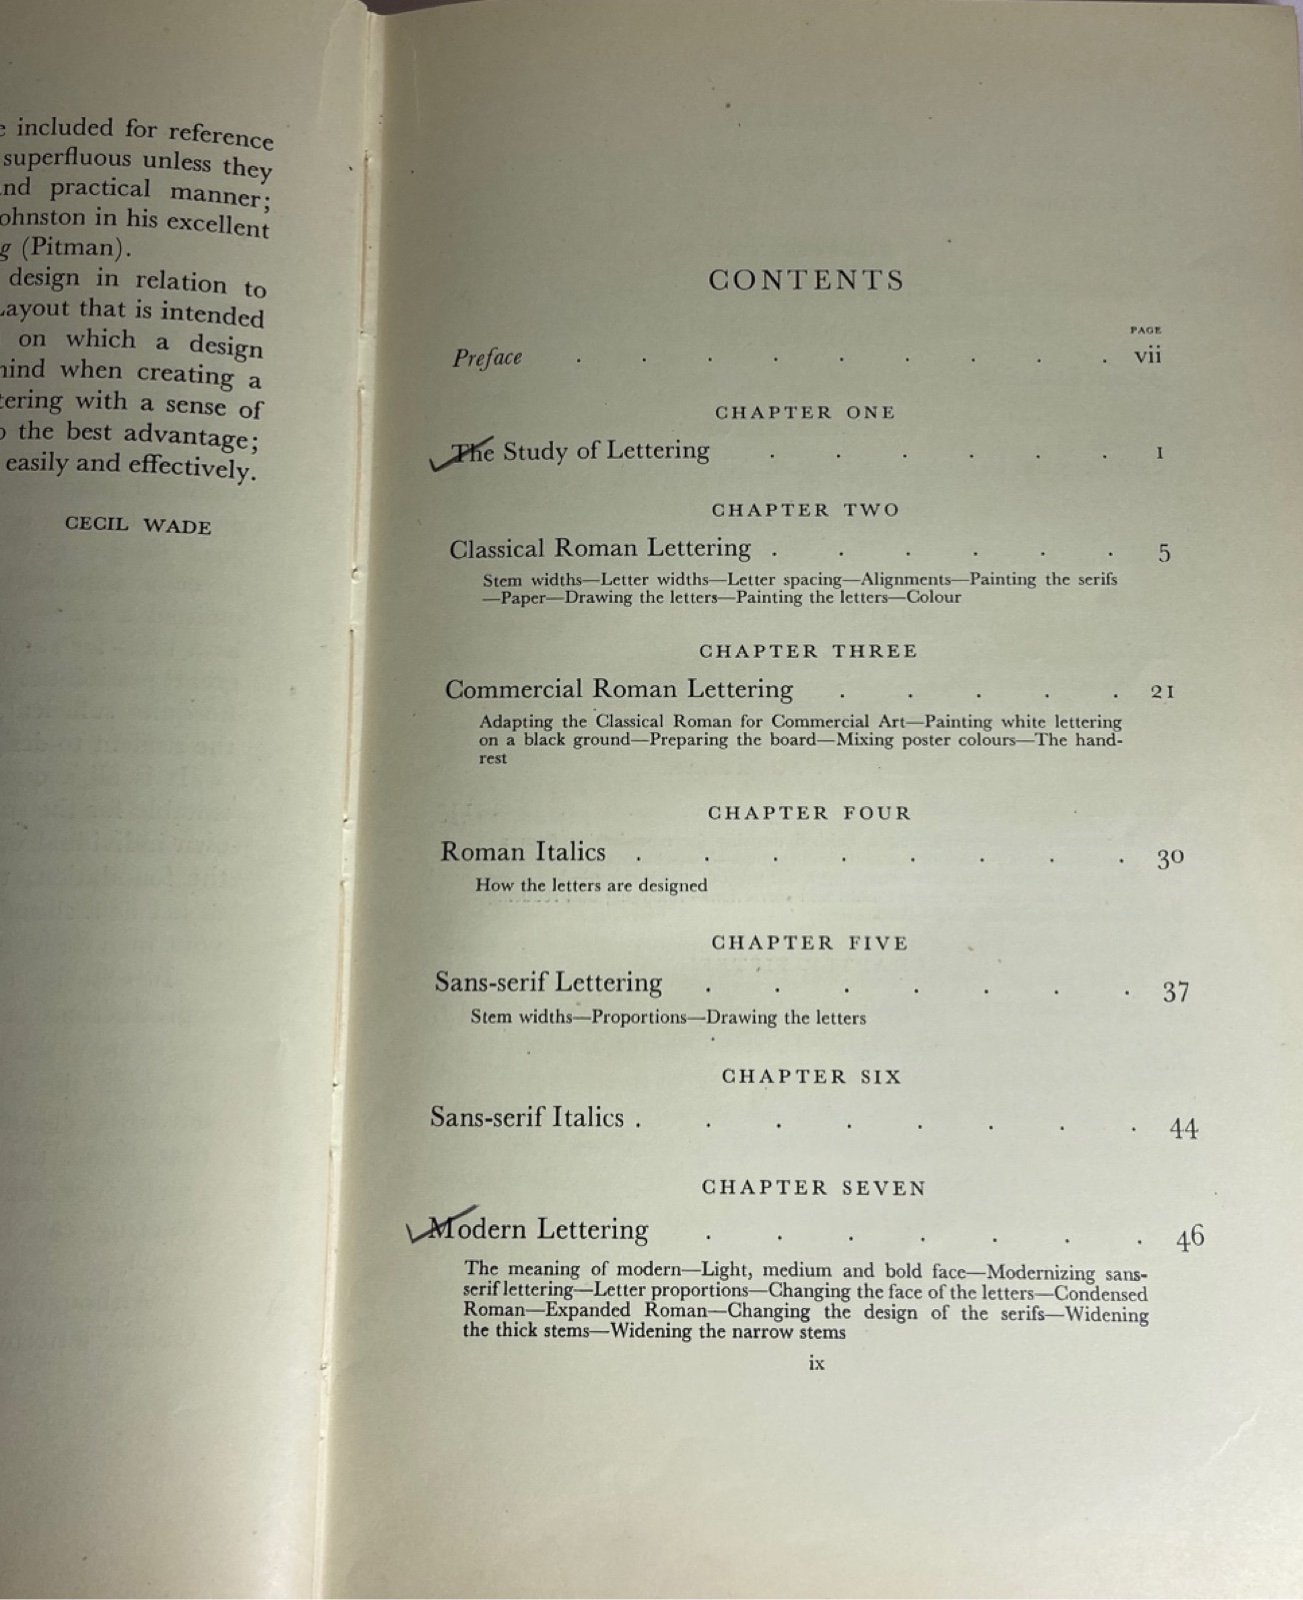 included for reference
superfluous unless they
practical manner;
in his excellent
(Pitman).
design in relation to
that is intended
on which a design
when creating a
with a sense of
the best advantage;
easily and effectively.
CECIL WADE
CONTENTS
PAGE
Preface . . . . . . . . . vii
CHAPTER ONE
The Study of Lettering . . . . . . 1
CHAPTER TWO
Classical Roman Lettering . . . . . . 5
Stem widths—Letter widths—Letter spacing—Alignments—Painting the serifs
—Paper—Drawing the letters—Painting the letters—Colour
CHAPTER THREE
Commercial Roman Lettering . . . . . 21
Adapting the Classical Roman for Commercial Art—Painting white lettering
on a black ground—Preparing the board—Mixing poster colours—The hand-
rest
CHAPTER FOUR
Roman Italics . . . . . . . . 30
How the letters are designed
CHAPTER FIVE
Sans-serif Lettering . . . . . . . 37
Stem widths—Proportions—Drawing the letters
CHAPTER SIX
Sans-serif Italics . . . . . . . . 44
CHAPTER SEVEN
Modern Lettering . . . . . . . 46
The meaning of modern—Light, medium and bold face—Modernizing sans-
serif lettering—Letter proportions—Changing the face of the letters—Condensed
Roman—Expanded Roman—Changing the design of the serifs—Widening
the thick stems—Widening the narrow stems
ix